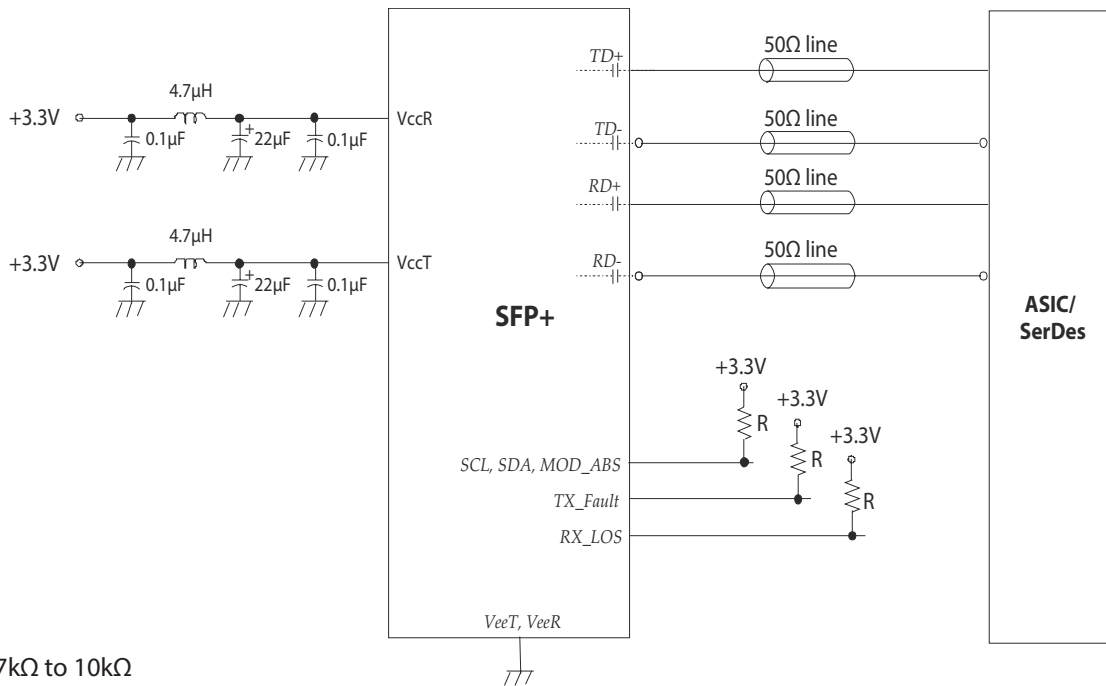 50Ω line
TD+
4.7µH
+3.3V
VccR
0.1µF
+
22µF
0.1µF
TD-
50Ω line
RD+
50Ω line
4.7µH
+3.3V
VccT
0.1µF
+
22µF
0.1µF
RD-
50Ω line
SFP+
ASIC/
SerDes
+3.3V
R
+3.3V
R
+3.3V
R
SCL, SDA, MOD_ABS
TX_Fault
RX_LOS
VeeT, VeeR
7kΩ to 10kΩ